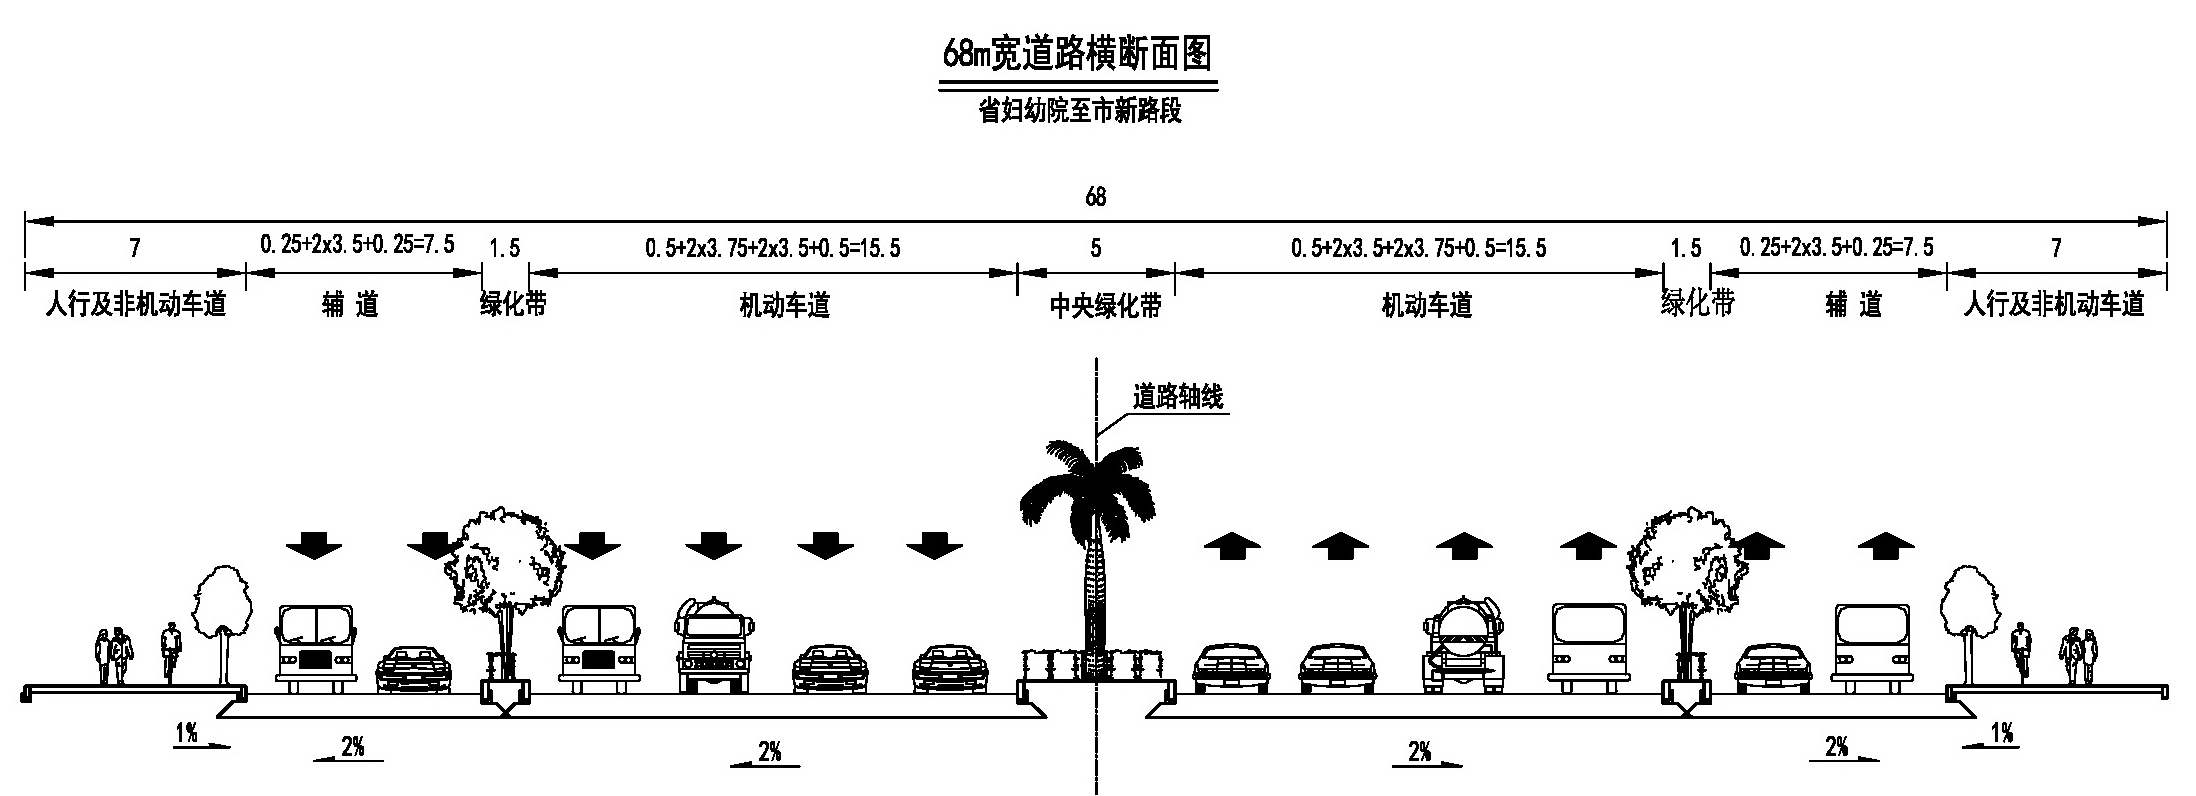 68m宽道路横断面图
省妇幼院至市新路段
68
7 0.25+2x3.5+0.25=7.5 1.5 0.5+2x3.75+2x3.5+0.5=15.5 5 0.5+2x3.5+2x3.75+0.5=15.5 1.5 0.25+2x3.5+0.25=7.5 7
人行及非机动车道 辅 道 绿化带 机动车道 中央绿化带 机动车道 绿化带 辅 道 人行及非机动车道
道路轴线
1% 2% 2% 2% 2% 1%